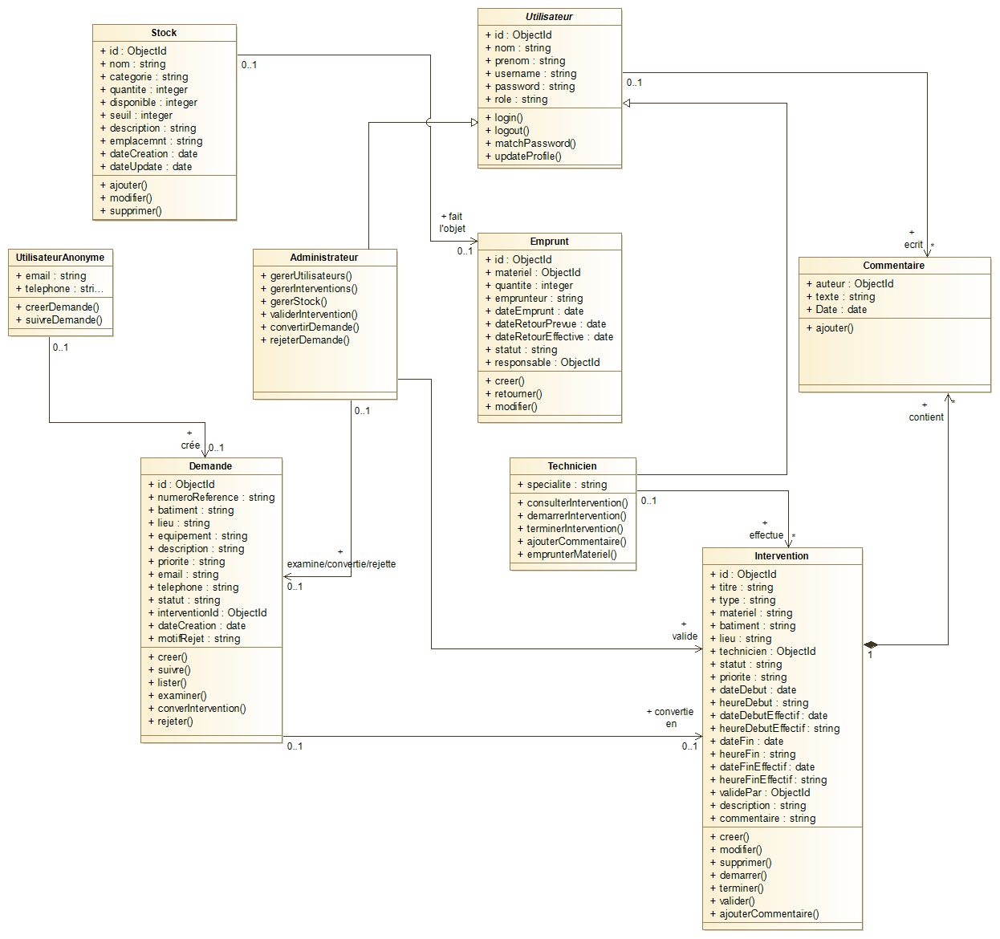 Stock
+ id : ObjectId
+ nom : string
+ categorie : string
+ quantite : integer
+ disponible : integer
+ seuil : integer
+ description : string
+ emplacemnt : string
+ dateCreation : date
+ dateUpdate : date
+ ajouter()
+ modifier()
+ supprimer()
0..1
Utilisateur
+ id : ObjectId
+ nom : string
+ prenom : string
+ username : string
+ password : string
+ role : string
+ login()
+ logout()
+ matchPassword()
+ updateProfile()
0..1
+ fait
l'objet
0..1
+
ecrit
*
UtilisateurAnonyme
+ email : string
+ telephone : stri...
+ creerDemande()
+ suivreDemande()
0..1
Administrateur
+ gererUtilisateurs()
+ gererInterventions()
+ gererStock()
+ validerIntervention()
+ convertirDemande()
+ rejeterDemande()
0..1
Emprunt
+ id : ObjectId
+ materiel : ObjectId
+ quantite : integer
+ emprunteur : string
+ dateEmprunt : date
+ dateRetourPrevue : date
+ dateRetourEffective : date
+ statut : string
+ responsable : ObjectId
+ creer()
+ retourner()
+ modifier()
Commentaire
+ auteur : ObjectId
+ texte : string
+ Date : date
+ ajouter()
+
contient
*
+
crée
0..1
Demande
+ id : ObjectId
+ numeroReference : string
+ batiment : string
+ lieu : string
+ equipement : string
+ description : string
+ priorite : string
+ email : string
+ telephone : string
+ statut : string
+ interventionId : ObjectId
+ dateCreation : date
+ motifRejet : string
+ creer()
+ suivre()
+ lister()
+ examiner()
+ converIntervention()
+ rejeter()
0..1
+
examine/convertie/rejette
0..1
Technicien
+ specialite : string
+ consulterIntervention()
+ demarrerIntervention()
+ terminerIntervention()
+ ajouterCommentaire()
+ emprunterMateriel()
0..1
+
effectue
*
+
valide
+ convertie
en
0..1
Intervention
+ id : ObjectId
+ titre : string
+ type : string
+ materiel : string
+ batiment : string
+ lieu : string
+ technicien : ObjectId
+ statut : string
+ priorite : string
+ dateDebut : date
+ heureDebut : string
+ dateDebutEffectif : date
+ heureDebutEffectif : string
+ dateFin : date
+ heureFin : string
+ dateFinEffectif : date
+ heureFinEffectif : string
+ validePar : ObjectId
+ description : string
+ commentaire : string
+ creer()
+ modifier()
+ supprimer()
+ demarrer()
+ terminer()
+ valider()
+ ajouterCommentaire()
1